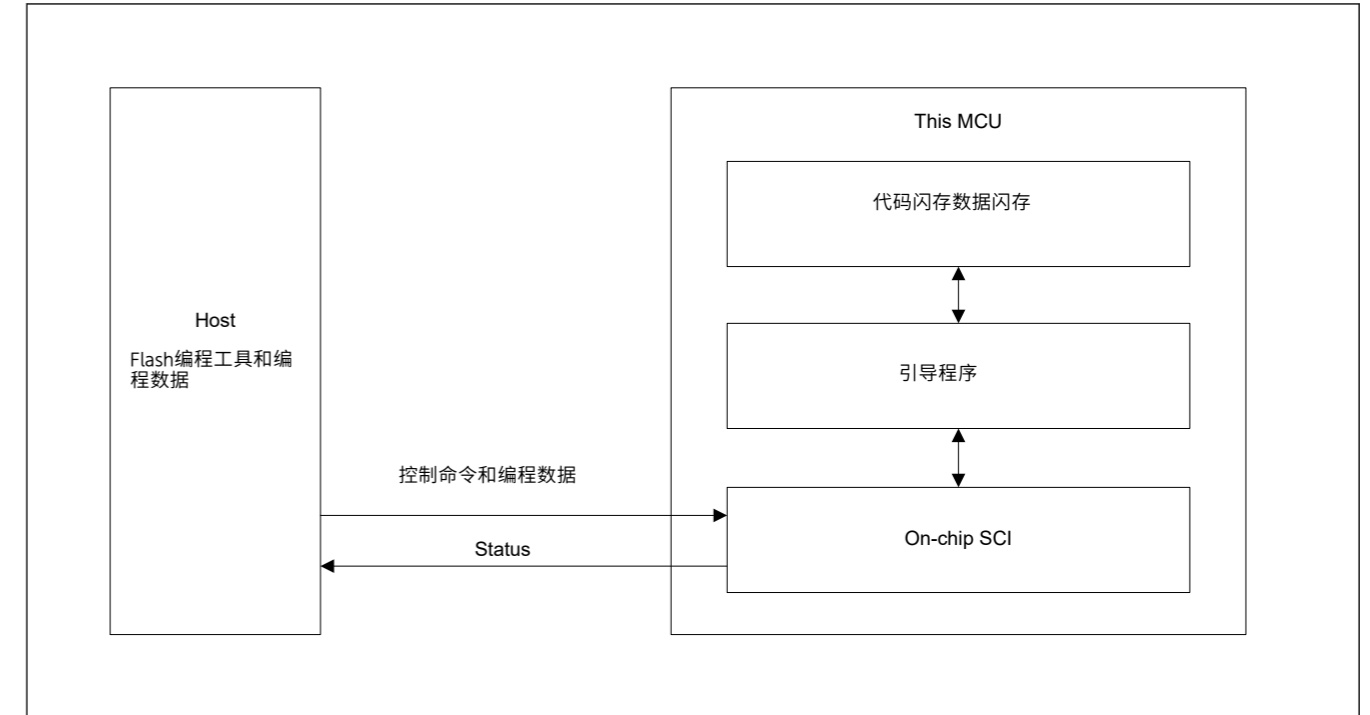 This MCU
代码闪存数据闪存
Host
Flash编程工具和编
程数据
引导程序
控制命令和编程数据
Status
On-chip SCI